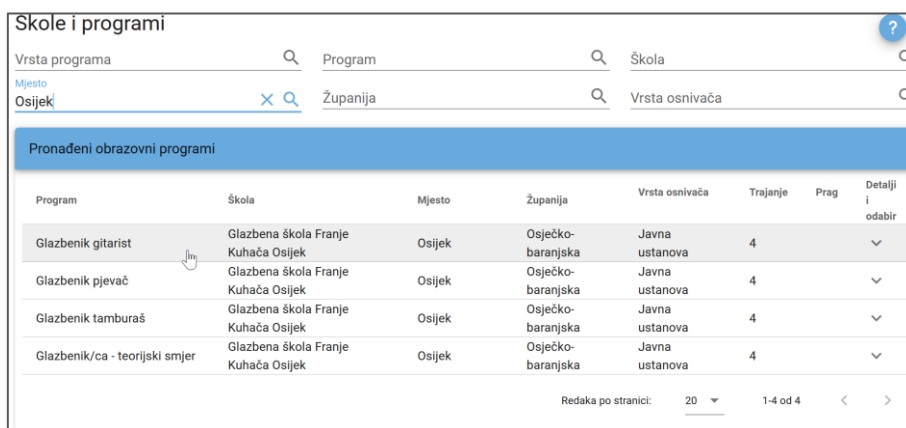 Škole i programi
?
Vrsta programa
Program
Škola
Mjesto
Osijek
Županija
Vrsta osnivača
Pronađeni obrazovni programi
Program Škola Mjesto Županija Vrsta osnivača Trajanje Prag Detalji i odabir
Glazbenik gitarist Glazbena škola Franje Kuhača Osijek Osijek Osječko-baranjska Javna ustanova 4
Glazbenik pjevač Glazbena škola Franje Kuhača Osijek Osijek Osječko-baranjska Javna ustanova 4
Glazbenik tamburaš Glazbena škola Franje Kuhača Osijek Osijek Osječko-baranjska Javna ustanova 4
Glazbenik/ca - teorijski smjer Glazbena škola Franje Kuhača Osijek Osijek Osječko-baranjska Javna ustanova 4
Redaka po stranici: 20 1-4 od 4